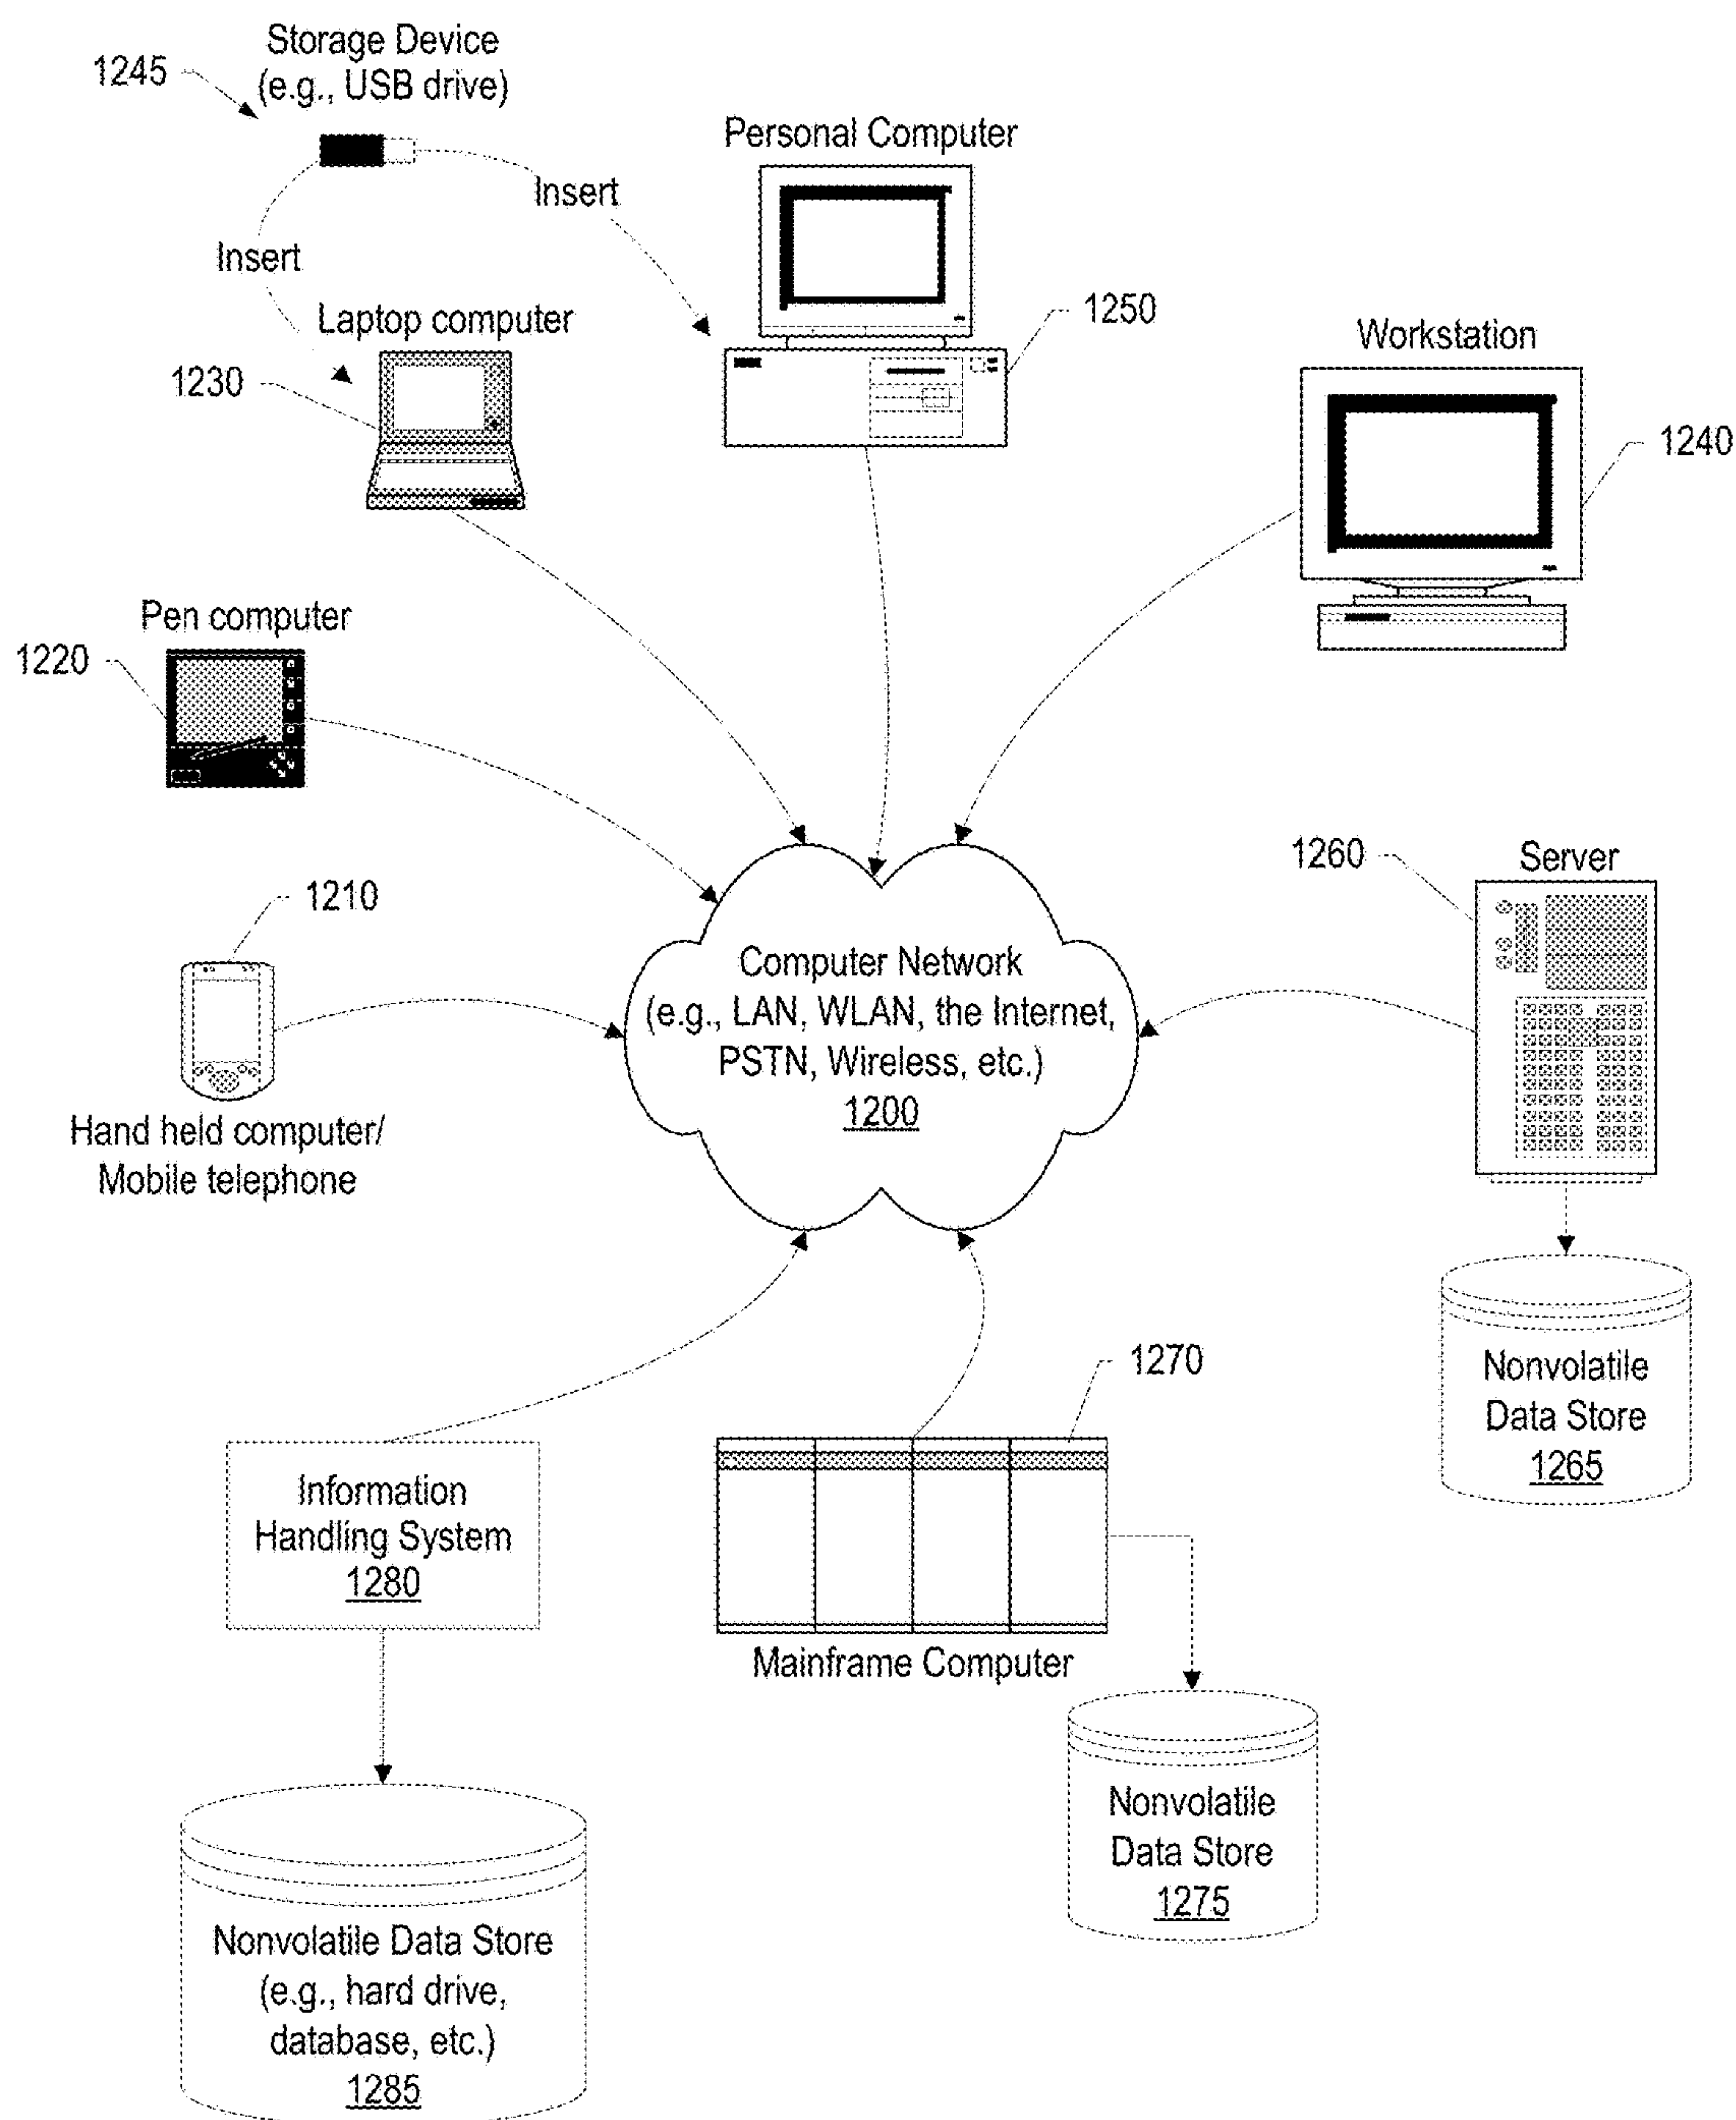 Storage Device
(e.g., USB drive)
1245
Insert
Insert
Personal Computer
1250
Laptop computer
1230
Workstation
1240
Pen computer
1220
1210
Hand held computer/
Mobile telephone
Computer Network
(e.g., LAN, WLAN, the Internet,
PSTN, Wireless, etc.)
1200
1260
Server
Nonvolatile
Data Store
1265
1270
Mainframe Computer
Nonvolatile
Data Store
1275
Information
Handling System
1280
Nonvolatile Data Store
(e.g., hard drive,
database, etc.)
1285